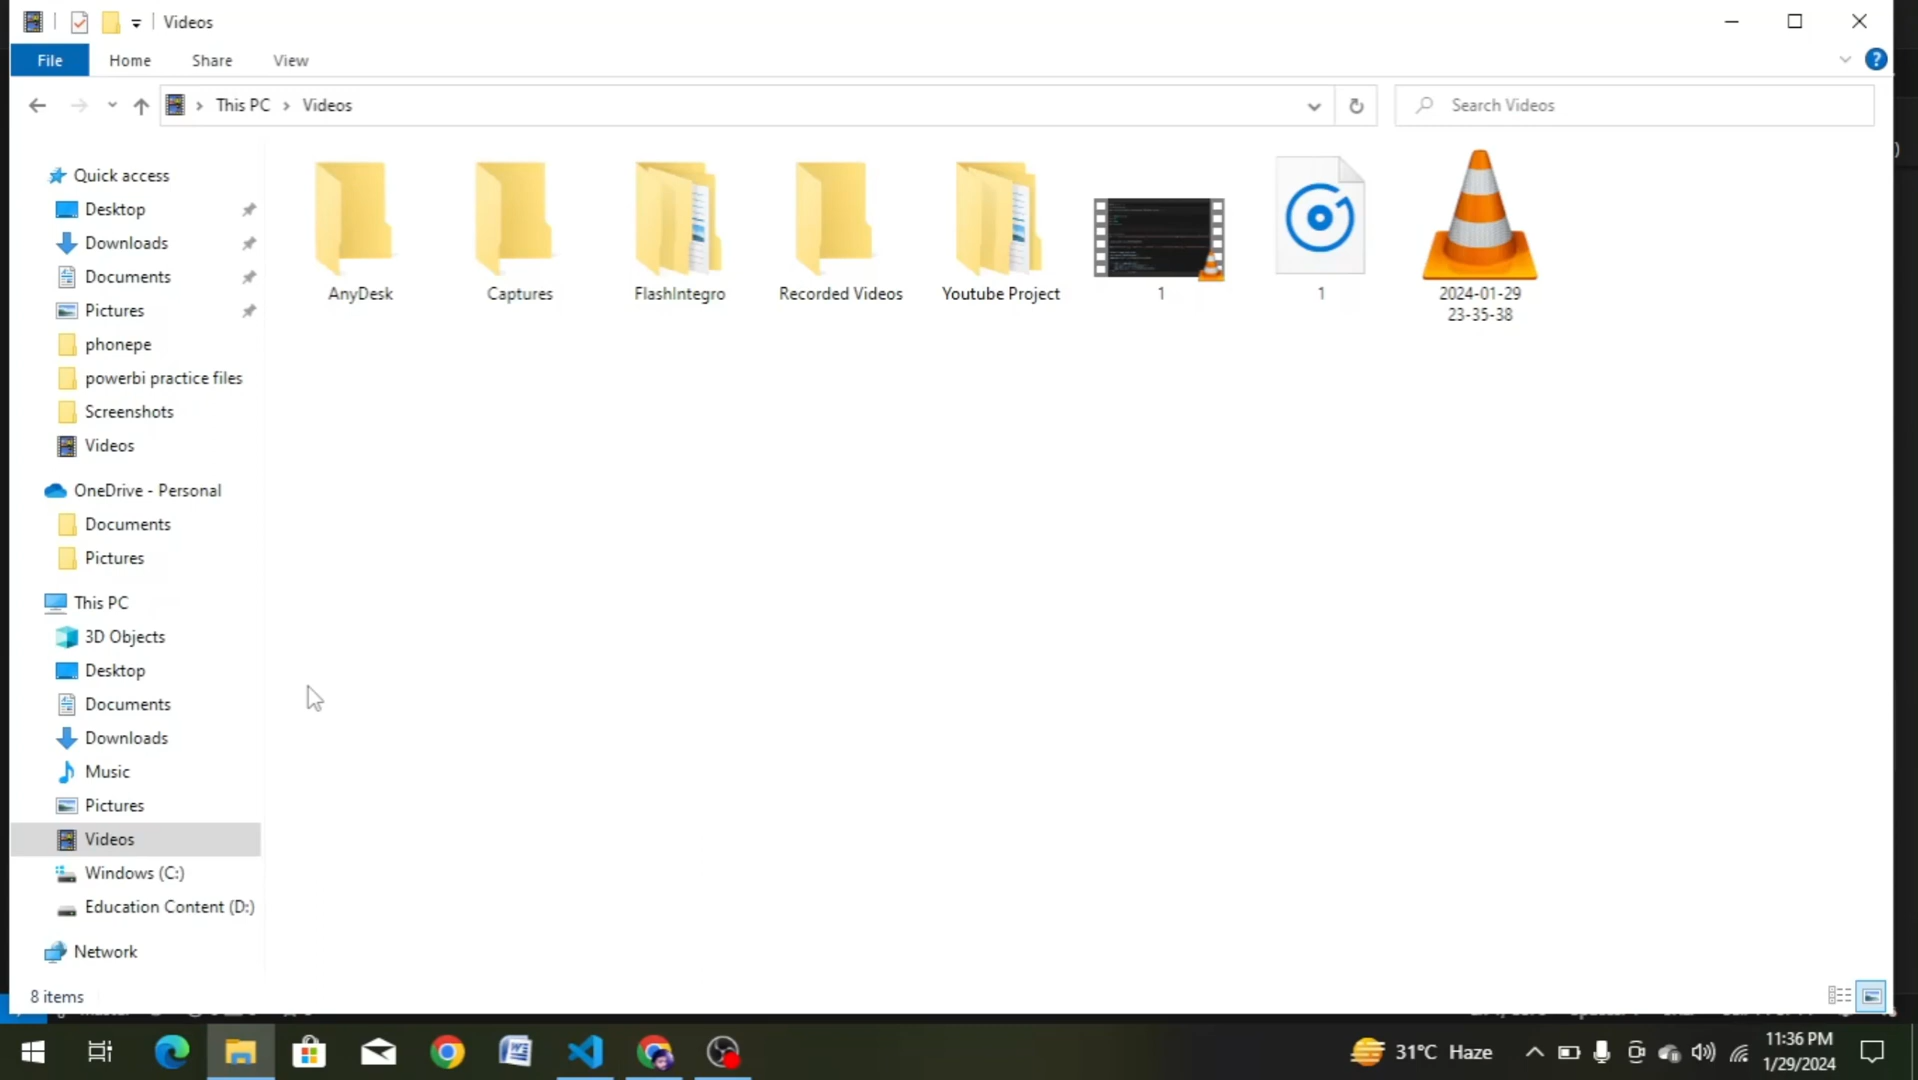 Videos
File Home Share View
?
This PC Videos
Search Videos
Quick access
Desktop
Downloads
Documents
Pictures
phonepe
powerbi practice files
Screenshots
Videos
OneDrive - Personal
Documents
Pictures
This PC
3D Objects
Desktop
Documents
Downloads
Music
Pictures
Videos
Windows (C:)
Education Content (D:)
Network
AnyDesk
Captures
FlashIntegro
Recorded Videos
Youtube Project
1
1
2024-01-29
23-35-38
8 items
31°C Haze
11:36 PM
1/29/2024